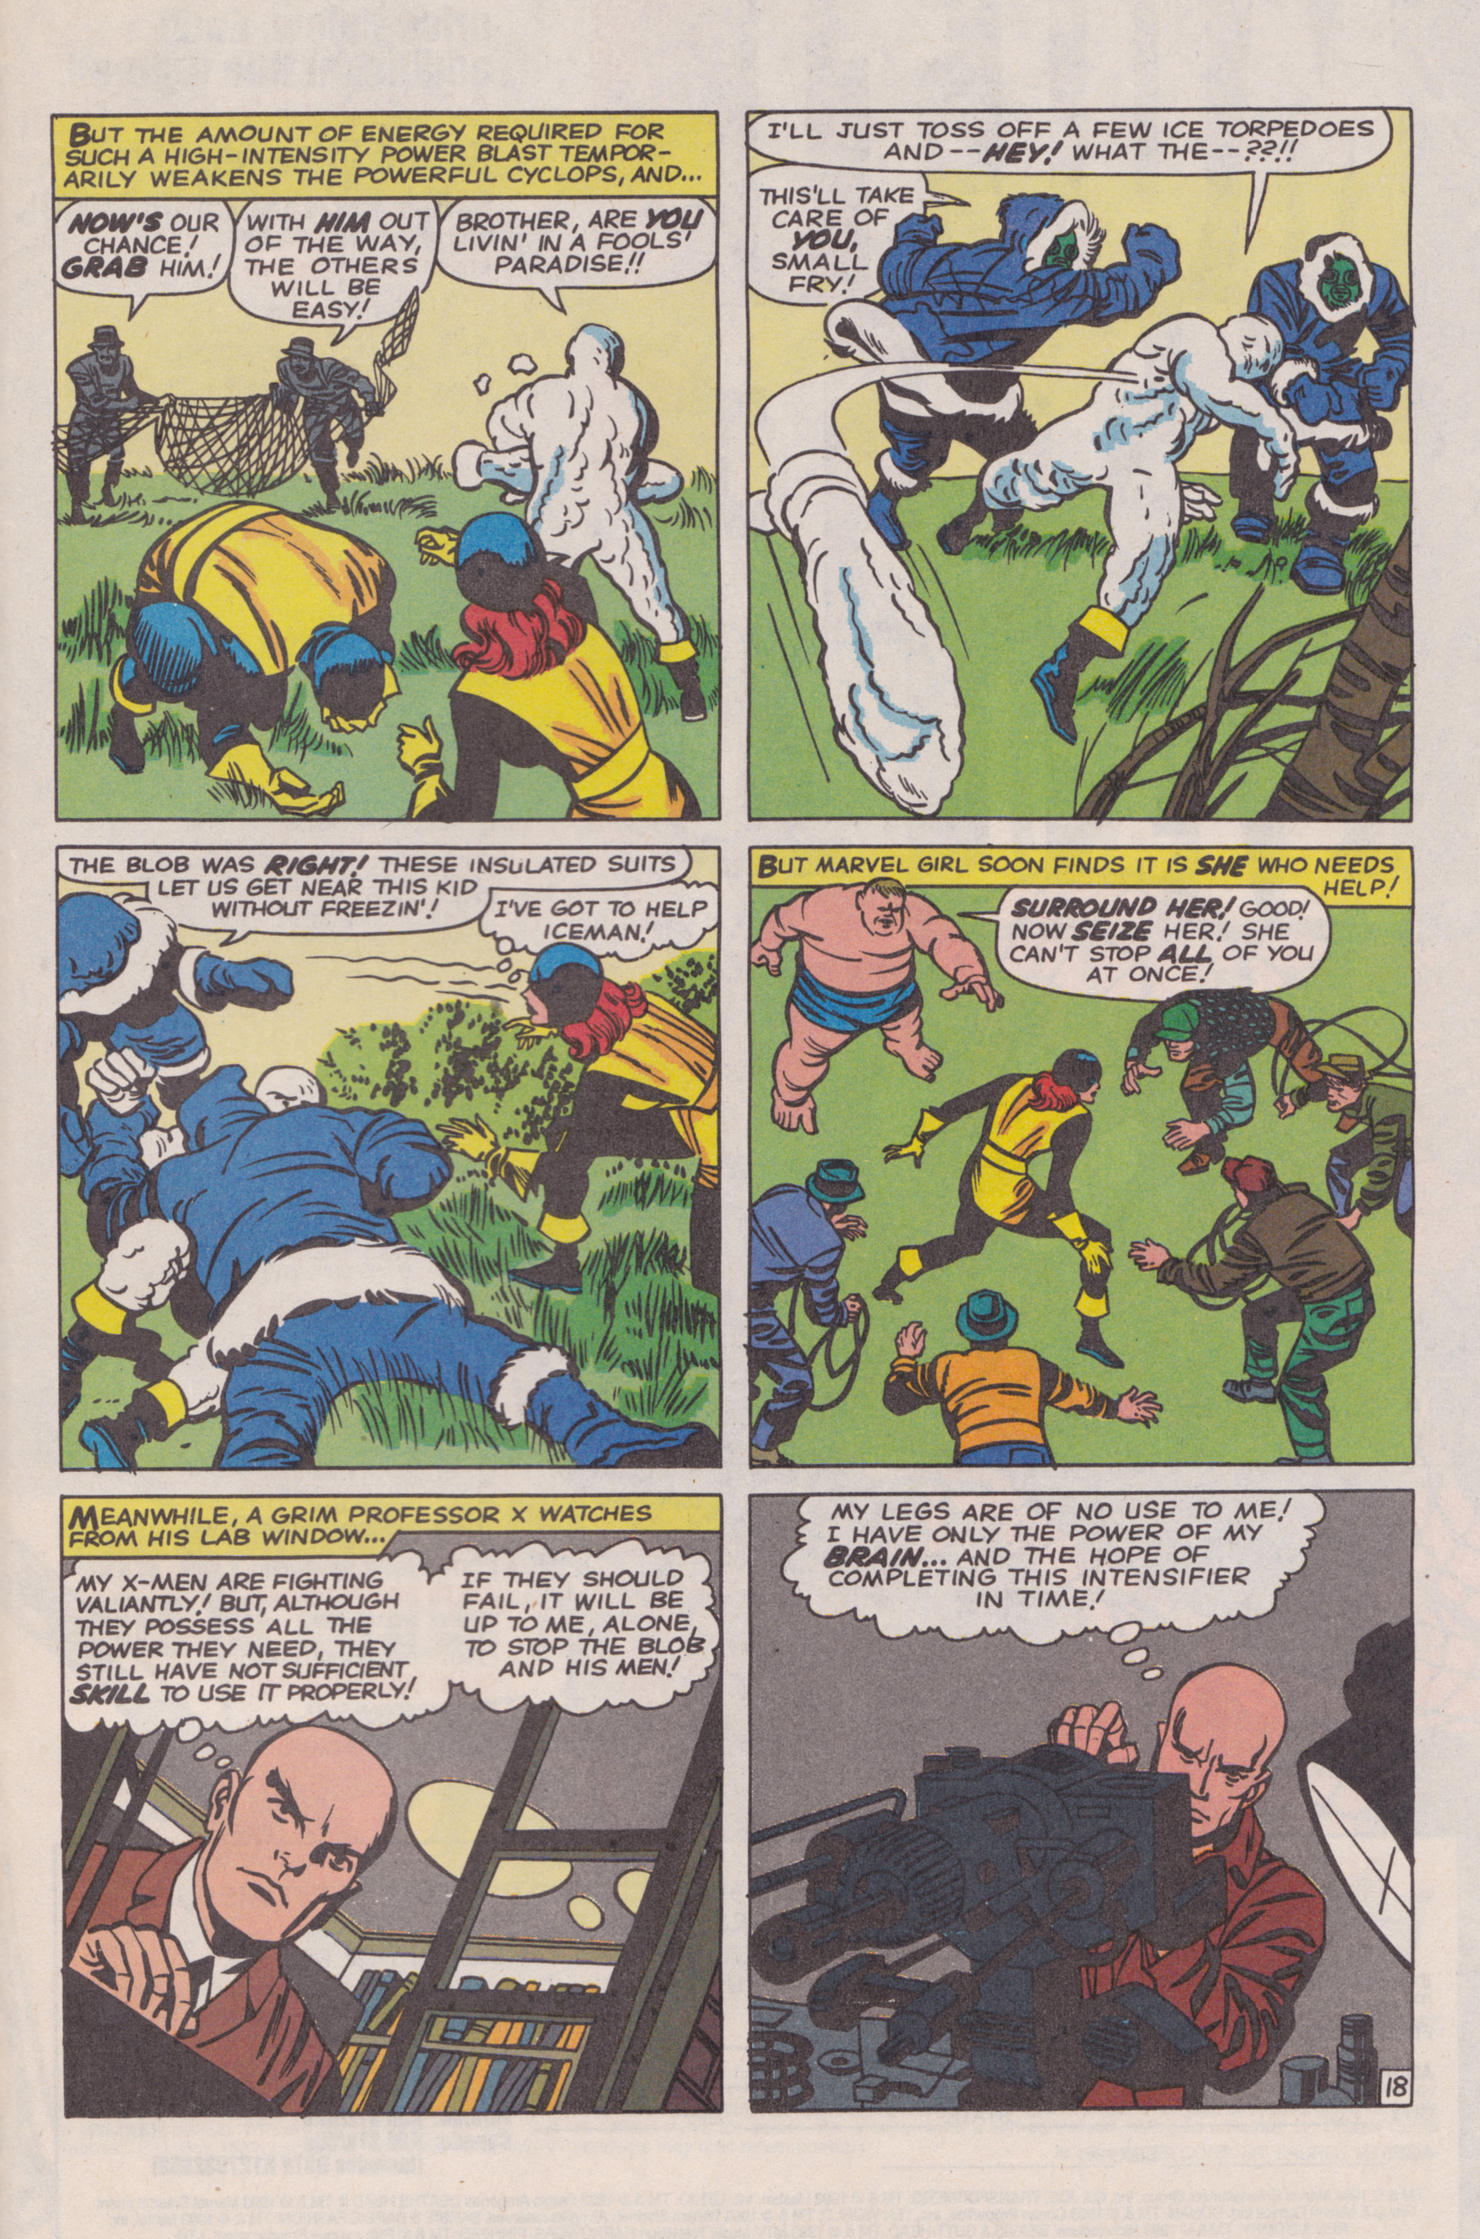 BUT THE AMOUNT OF ENERGY REQUIRED FOR
SUCH A HIGH-INTENSITY POWER BLAST TEMPOR-
ARILY WEAKENS THE POWERFUL CYCLOPS, AND...
NOW'S OUR
CHANCE!
GRAB HIM!
WITH HIM OUT
OF THE WAY,
THE OTHERS
WILL BE
EASY!
BROTHER, ARE YOU
LIVIN' IN A FOOLS'
PARADISE!!
I'LL JUST TOSS OFF A FEW ICE TORPEDOES
AND--HEY! WHAT THE--??!!
THIS'LL TAKE
CARE OF
YOU,
SMALL
FRY!
THE BLOB WAS RIGHT! THESE INSULATED SUITS
LET US GET NEAR THIS KID
WITHOUT FREEZIN'!
I'VE GOT TO HELP
ICEMAN!
BUT MARVEL GIRL SOON FINDS IT IS SHE WHO NEEDS
HELP!
SURROUND HER! GOOD!
NOW SEIZE HER! SHE
CAN'T STOP ALL OF YOU
AT ONCE!
MEANWHILE, A GRIM PROFESSOR X WATCHES
FROM HIS LAB WINDOW...
MY X-MEN ARE FIGHTING
VALIANTLY! BUT, ALTHOUGH
THEY POSSESS ALL THE
POWER THEY NEED, THEY
STILL HAVE NOT SUFFICIENT
SKILL TO USE IT PROPERLY!
IF THEY SHOULD
FAIL, IT WILL BE
UP TO ME, ALONE,
TO STOP THE BLOB
AND HIS MEN!
MY LEGS ARE OF NO USE TO ME!
I HAVE ONLY THE POWER OF MY
BRAIN... AND THE HOPE OF
COMPLETING THIS INTENSIFIER
IN TIME!
18